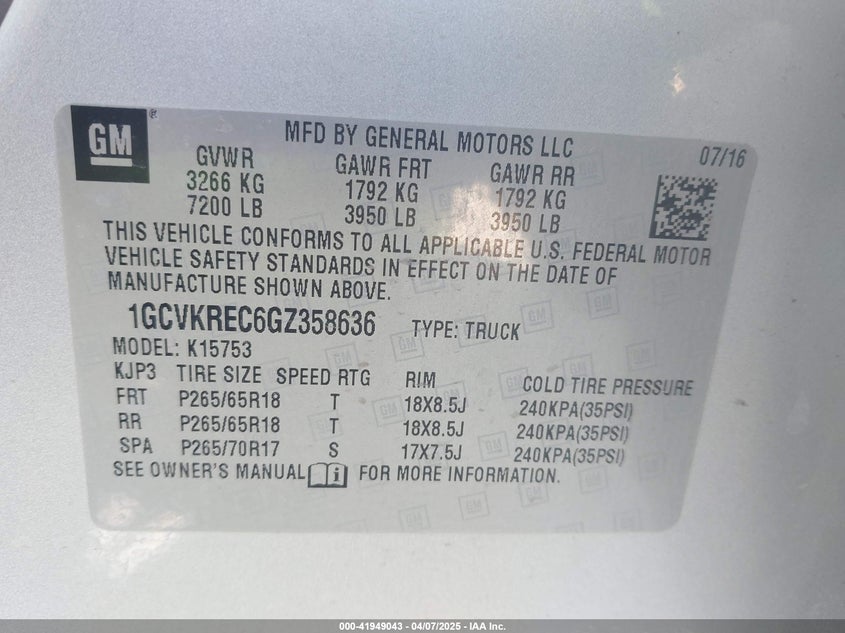 GM ®
MFD BY GENERAL MOTORS LLC 07/16
GVWR GAWR FRT GAWR RR
3266 KG 1792 KG 1792 KG
7200 LB 3950 LB 3950 LB
THIS VEHICLE CONFORMS TO ALL APPLICABLE U.S. FEDERAL MOTOR
VEHICLE SAFETY STANDARDS IN EFFECT ON THE DATE OF
MANUFACTURE SHOWN ABOVE.
1GCVKREC6GZ358636 TYPE: TRUCK
MODEL: K15753
KJP3 TIRE SIZE SPEED RTG RIM COLD TIRE PRESSURE
FRT P265/65R18 T 18X8.5J 240KPA(35PSI)
RR P265/65R18 T 18X8.5J 240KPA(35PSI)
SPA P265/70R17 S 17X7.5J 240KPA(35PSI)
SEE OWNER'S MANUAL i FOR MORE INFORMATION.
000-41949043 - 04/07/2025 - IAA Inc.